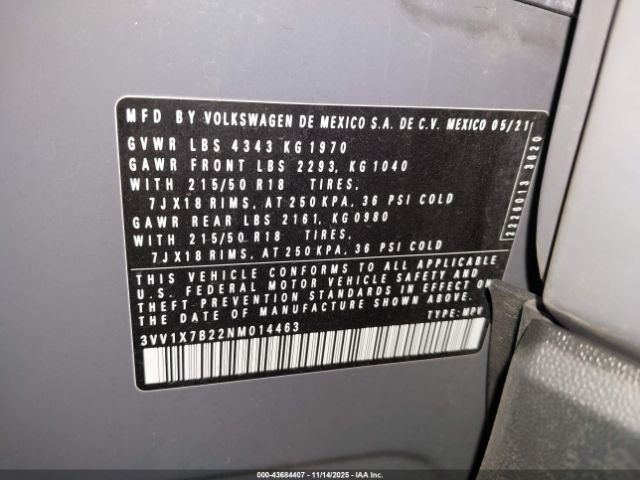 MFD BY VOLKSWAGEN DE MEXICO S.A. DE C.V. MEXICO 05/21
GVWR LBS 4343 KG 1970
GAWR FRONT LBS 2293, KG 1040
WITH 215/50 R18 TIRES,
7JX18 RIMS, AT 250 KPA, 36 PSI COLD
GAWR REAR LBS 2161, KG 0980
WITH 215/50 R18 TIRES,
7JX18 RIMS, AT 250 KPA, 36 PSI COLD
THIS VEHICLE CONFORMS TO ALL APPLICABLE
U.S. FEDERAL MOTOR VEHICLE SAFETY AND
THEFT PREVENTION STANDARDS IN EFFECT ON
THE DATE OF MANUFACTURE SHOWN ABOVE.
3VV1X7B22NM014463
TYPE: MPV
2226013 3620
000-43684407 - 11/14/2025 - IAA Inc.